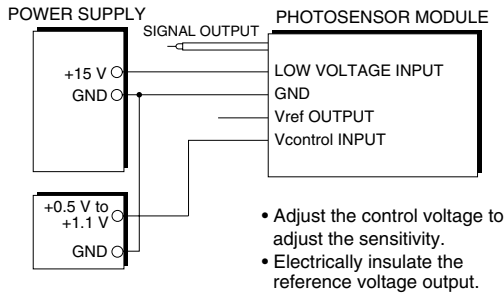 POWER SUPPLY
PHOTOSENSOR MODULE
SIGNAL OUTPUT
+15 V
LOW VOLTAGE INPUT
GND
GND
Vref OUTPUT
Vcontrol INPUT
+0.5 V to
+1.1 V
GND
• Adjust the control voltage to
adjust the sensitivity.
• Electrically insulate the
reference voltage output.